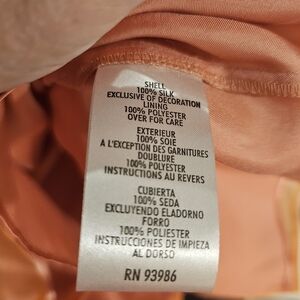 SHELL
100% SILK
EXCLUSIVE OF DECORATION
LINING
100% POLYESTER
OVER FOR CARE
EXTERIEUR
100% SOIE
A L'EXCEPTION DES GARNITURES
DOUBLURE
100% POLYESTER
INSTRUCTIONS AU REVERS
CUBIERTA
100% SEDA
EXCLUYENDO ELADORNO
FORRO
100% POLIESTER
INSTRUCCIONES DE IMPIEZA
AL DORSO
RN 93986